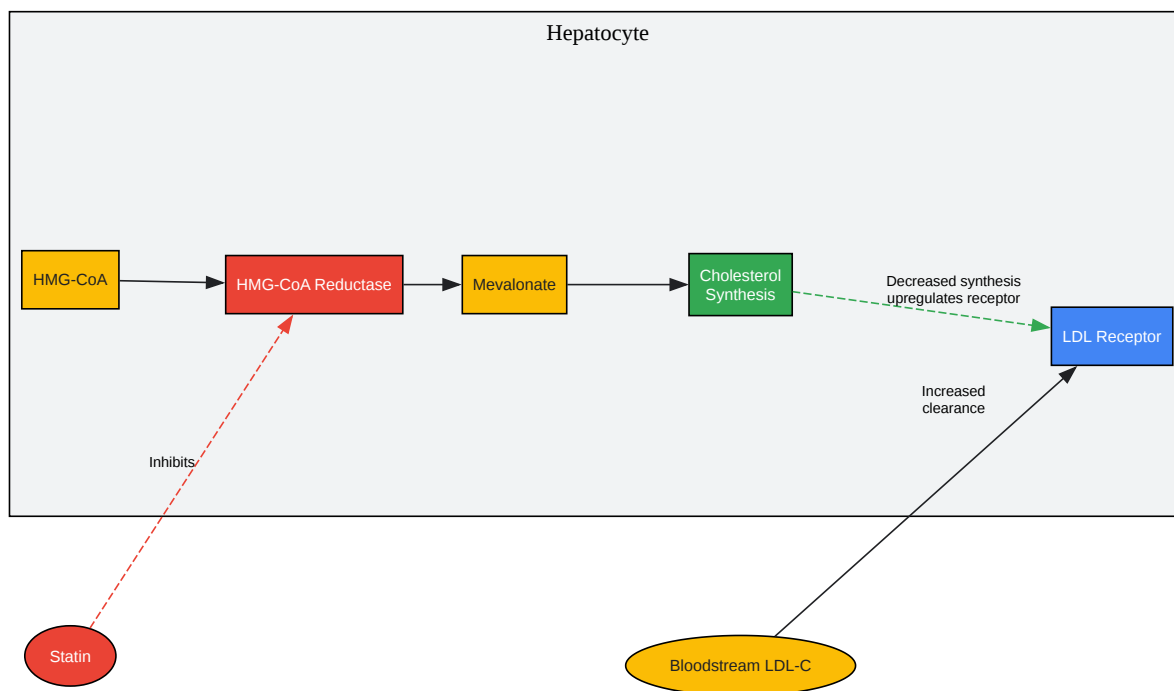 Hepatocyte
HMG-CoA
HMG-CoA Reductase
Mevalonate
Cholesterol
Synthesis
Decreased synthesis
upregulates receptor
LDL Receptor
Increased
clearance
Inhibits
Statin
Bloodstream LDL-C